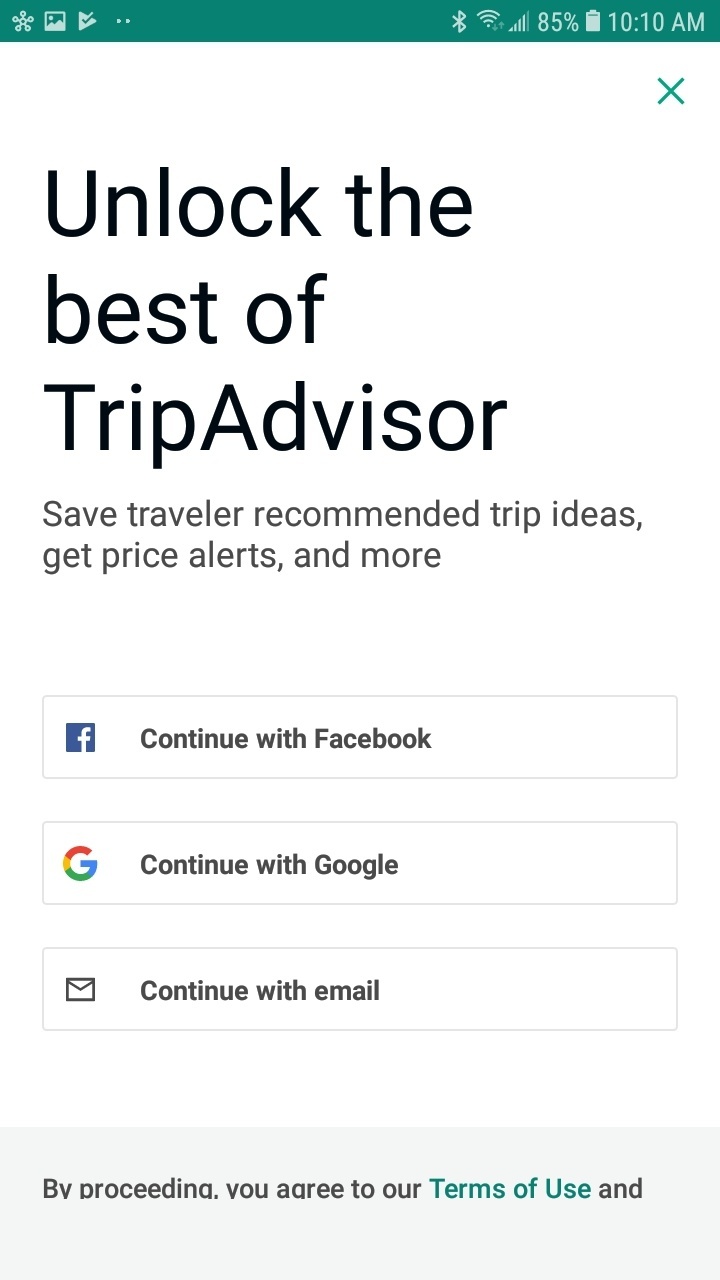 85% 10:10 AM
Unlock the
best of
TripAdvisor
Save traveler recommended trip ideas,
get price alerts, and more
Continue with Facebook
Continue with Google
Continue with email
By proceeding, you agree to our Terms of Use and